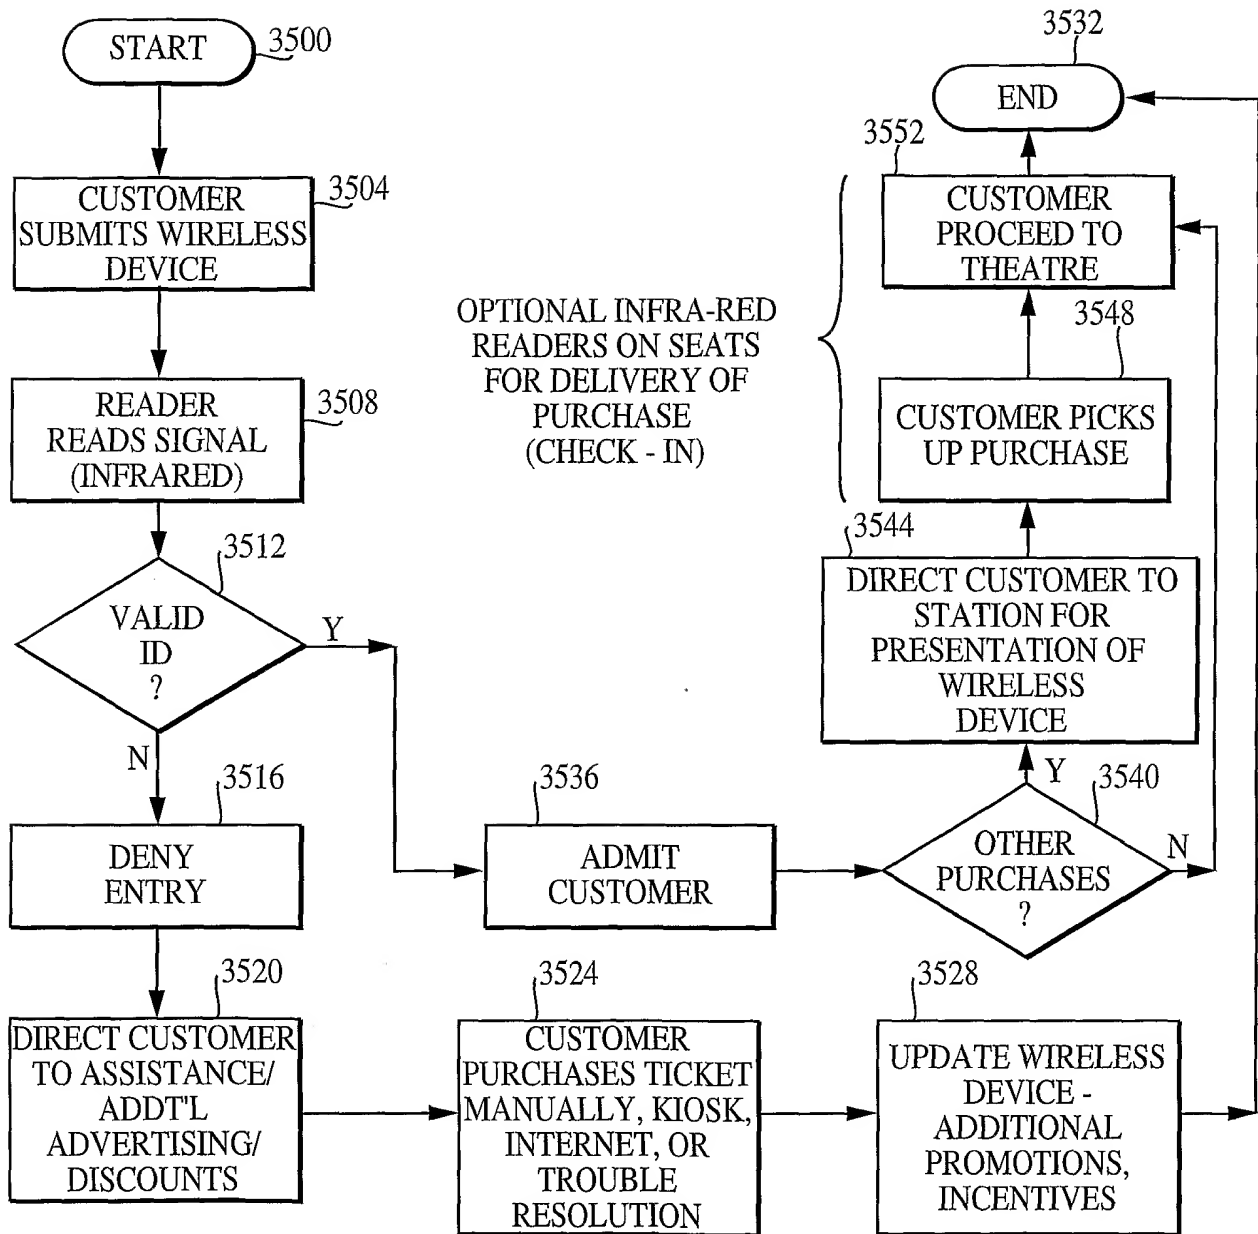 START
3500
CUSTOMER
SUBMITS WIRELESS
DEVICE
3504
READER
READS SIGNAL
(INFRARED)
3508
VALID
ID
?
3512
Y
N
DENY
ENTRY
3516
DIRECT CUSTOMER
TO ASSISTANCE/
ADDT'L
ADVERTISING/
DISCOUNTS
3520
CUSTOMER
PURCHASES TICKET
MANUALLY, KIOSK,
INTERNET, OR
TROUBLE
RESOLUTION
3524
UPDATE WIRELESS
DEVICE -
ADDITIONAL
PROMOTIONS,
INCENTIVES
3528
ADMIT
CUSTOMER
3536
OTHER
PURCHASES
?
3540
Y
N
DIRECT CUSTOMER TO
STATION FOR
PRESENTATION OF
WIRELESS
DEVICE
3544
CUSTOMER PICKS
UP PURCHASE
3548
OPTIONAL INFRA-RED
READERS ON SEATS
FOR DELIVERY OF
PURCHASE
(CHECK - IN)
CUSTOMER
PROCEED TO
THEATRE
3552
END
3532